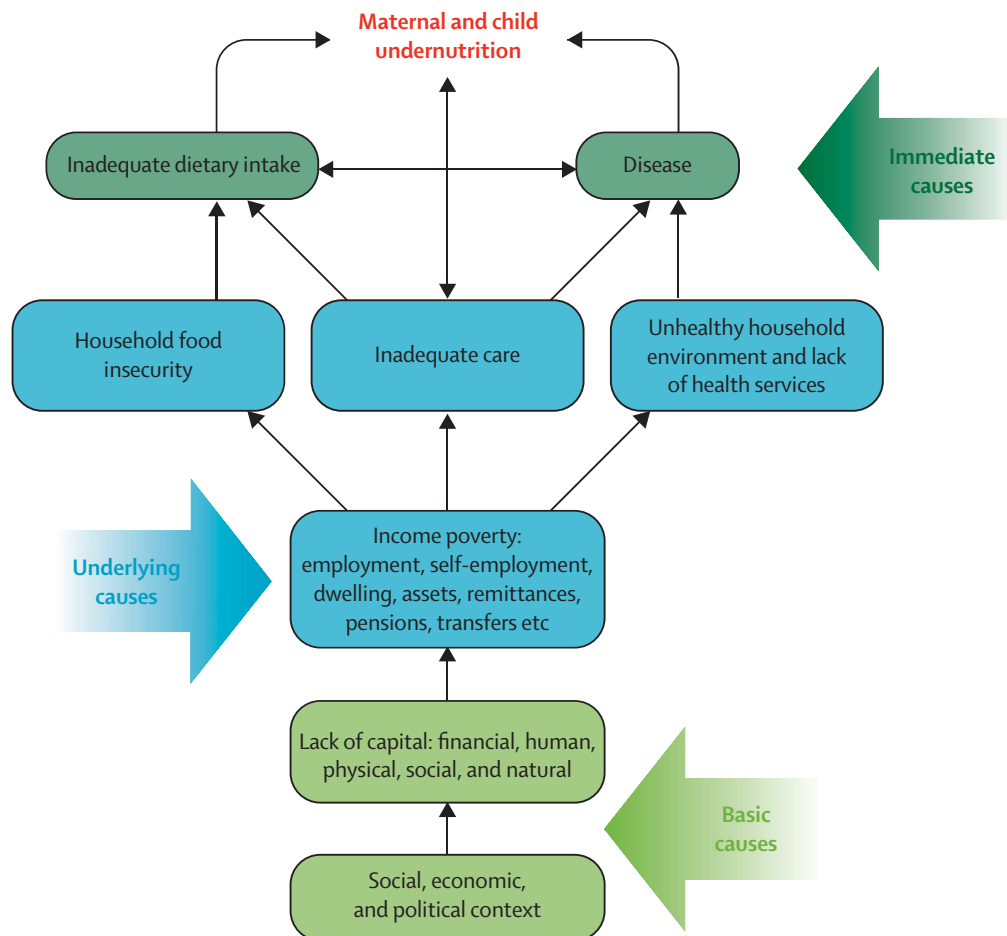 Maternal and child
undernutrition
Inadequate dietary intake
Disease
Immediate
causes
Household food
insecurity
Inadequate care
Unhealthy household
environment and lack
of health services
Underlying
causes
Income poverty:
employment, self-employment,
dwelling, assets, remittances,
pensions, transfers etc
Lack of capital: financial, human,
physical, social, and natural
Basic
causes
Social, economic,
and political context